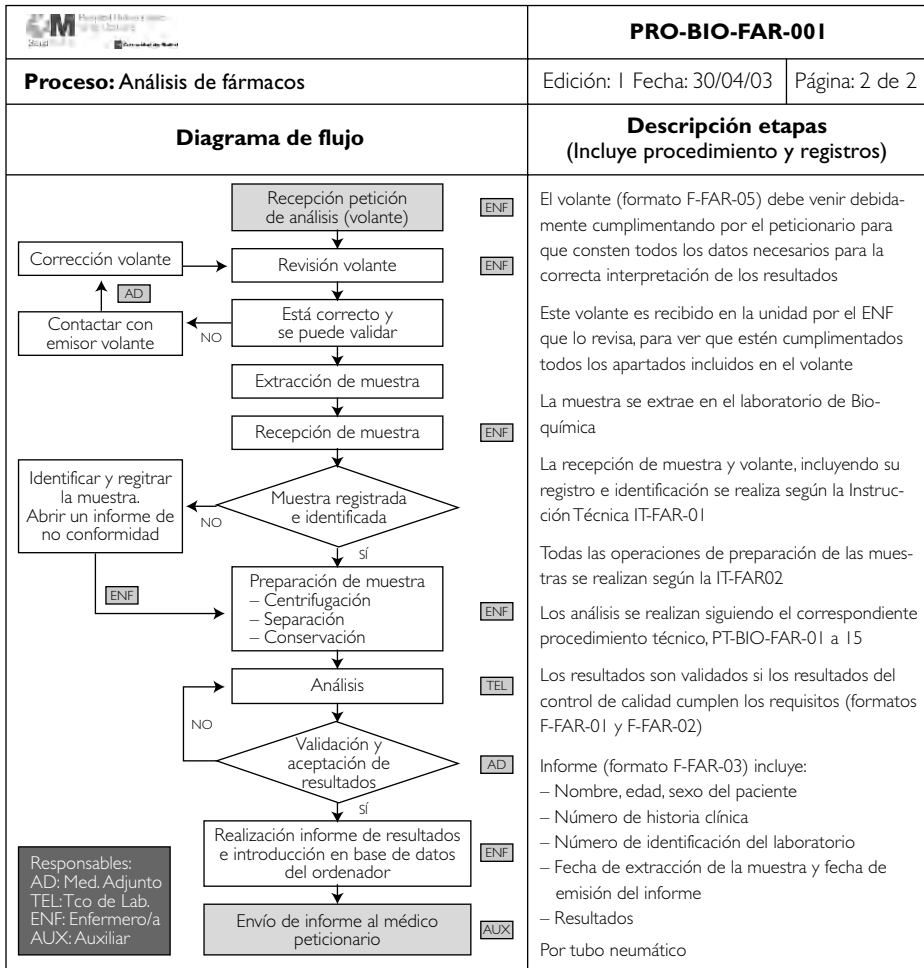 PRO-BIO-FAR-001
Proceso: Análisis de fármacos
Edición: 1 Fecha: 30/04/03
Página: 2 de 2
Diagrama de flujo
Descripción etapas
(Incluye procedimiento y registros)
Recepción petición
de análisis (volante)
ENF
Corrección volante
Revisión volante
ENF
AD
Contactar con
emisor volante
NO
Está correcto y
se puede validar
Extracción de muestra
Recepción de muestra
ENF
Identificar y regitrar
la muestra.
Abrir un informe de
no conformidad
NO
Muestra registrada
e identificada
SÍ
ENF
Preparación de muestra
– Centrifugación
– Separación
– Conservación
ENF
Análisis
TEL
NO
Validación y
aceptación de
resultados
AD
SÍ
Realización informe de resultados
e introducción en base de datos
del ordenador
ENF
Envío de informe al médico
peticionario
AUX
Responsables:
AD: Med. Adjunto
TEL:Tco de Lab.
ENF: Enfermero/a
AUX: Auxiliar
El volante (formato F-FAR-05) debe venir debida-
mente cumplimentando por el peticionario para
que consten todos los datos necesarios para la
correcta interpretación de los resultados
Este volante es recibido en la unidad por el ENF
que lo revisa, para ver que estén cumplimentados
todos los apartados incluidos en el volante
La muestra se extrae en el laboratorio de Bio-
química
La recepción de muestra y volante, incluyendo su
registro e identificación se realiza según la Instruc-
ción Técnica IT-FAR-01
Todas las operaciones de preparación de las mues-
tras se realizan según la IT-FAR02
Los análisis se realizan siguiendo el correspondiente
procedimiento técnico, PT-BIO-FAR-01 a 15
Los resultados son validados si los resultados del
control de calidad cumplen los requisitos (formatos
F-FAR-01 y F-FAR-02)
Informe (formato F-FAR-03) incluye:
– Nombre, edad, sexo del paciente
– Número de historia clínica
– Número de identificación del laboratorio
– Fecha de extracción de la muestra y fecha de
emisión del informe
– Resultados
Por tubo neumático